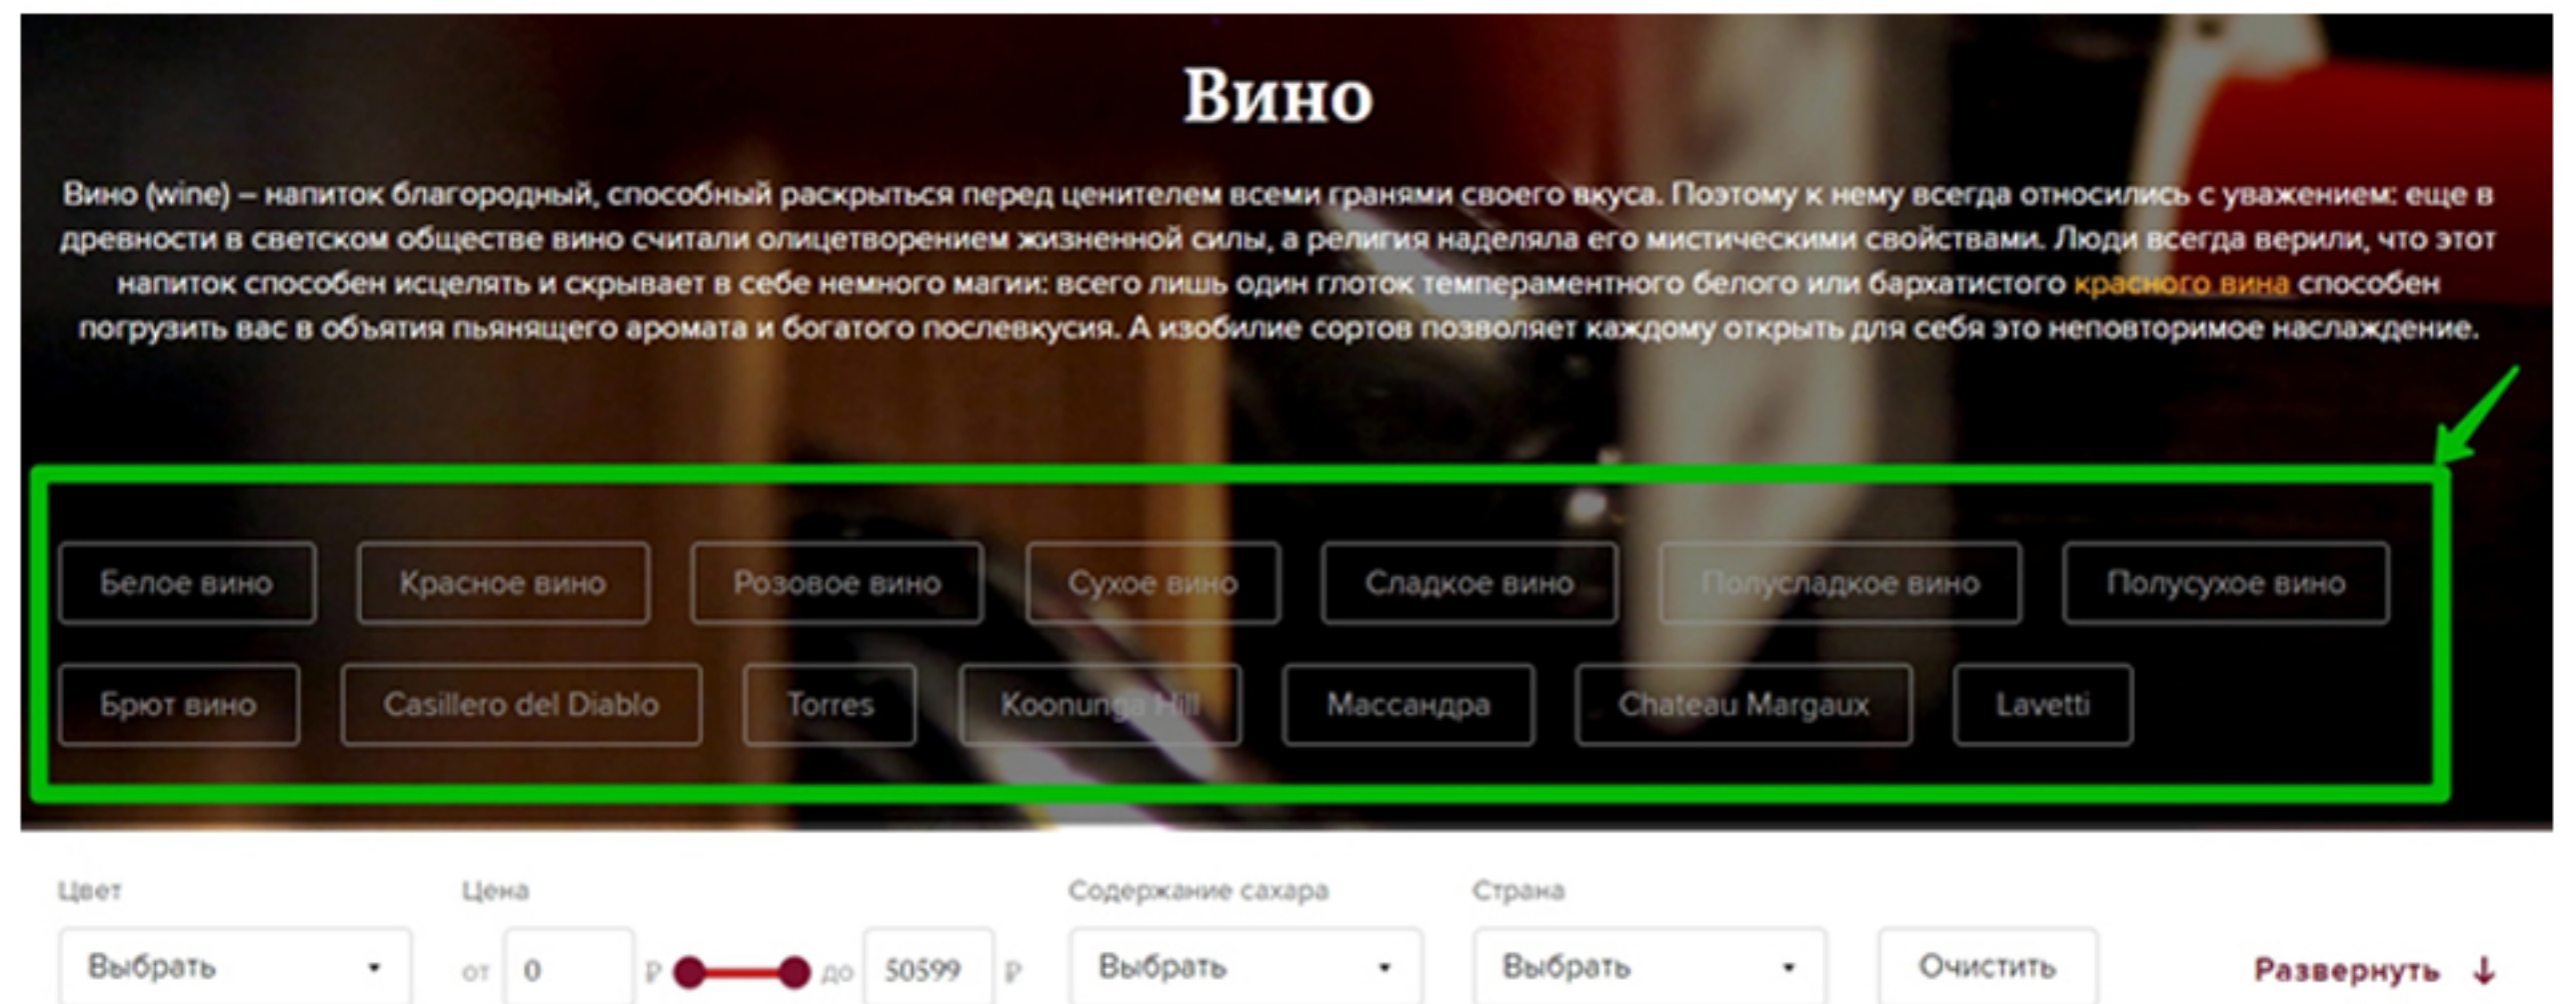 Вино
Вино (wine) – напиток благородный, способный раскрыться перед ценителем всеми гранями своего вкуса. Поэтому к нему всегда относились с уважением: еще в
древности в светском обществе вино считали олицетворением жизненной силы, а религия наделяла его мистическими свойствами. Люди всегда верили, что этот
напиток способен исцелять и скрывает в себе немного магии: всего лишь один глоток темпераментного белого или бархатистого красного вина способен
погрузить вас в объятия пьянящего аромата и богатого послевкусия. А изобилие сортов позволяет каждому открыть для себя это неповторимое наслаждение.
Белое вино Красное вино Розовое вино Сухое вино Сладкое вино Полусладкое вино Полусухое вино
Брют вино Casillero del Diablo Torres Koonunga Hill Массандра Chateau Margaux Lavetti
Цвет Цена Содержание сахара Страна
Выбрать от 0 ₽ до 50599 ₽ Выбрать Выбрать Очистить Развернуть ↓